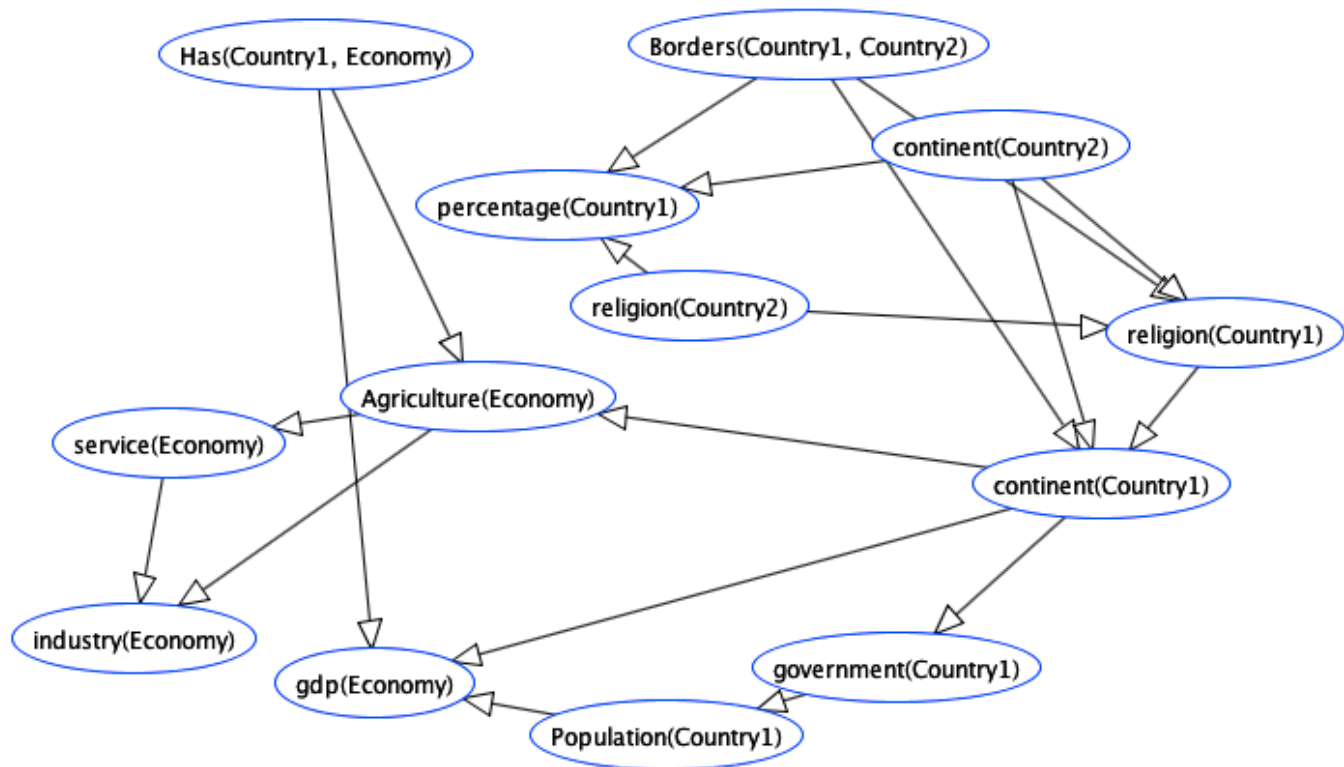 Has(Country1, Economy)
Borders(Country1, Country2)
continent(Country2)
percentage(Country1)
religion(Country2)
religion(Country1)
Agriculture(Economy)
service(Economy)
continent(Country1)
industry(Economy)
gdp(Economy)
government(Country1)
Population(Country1)